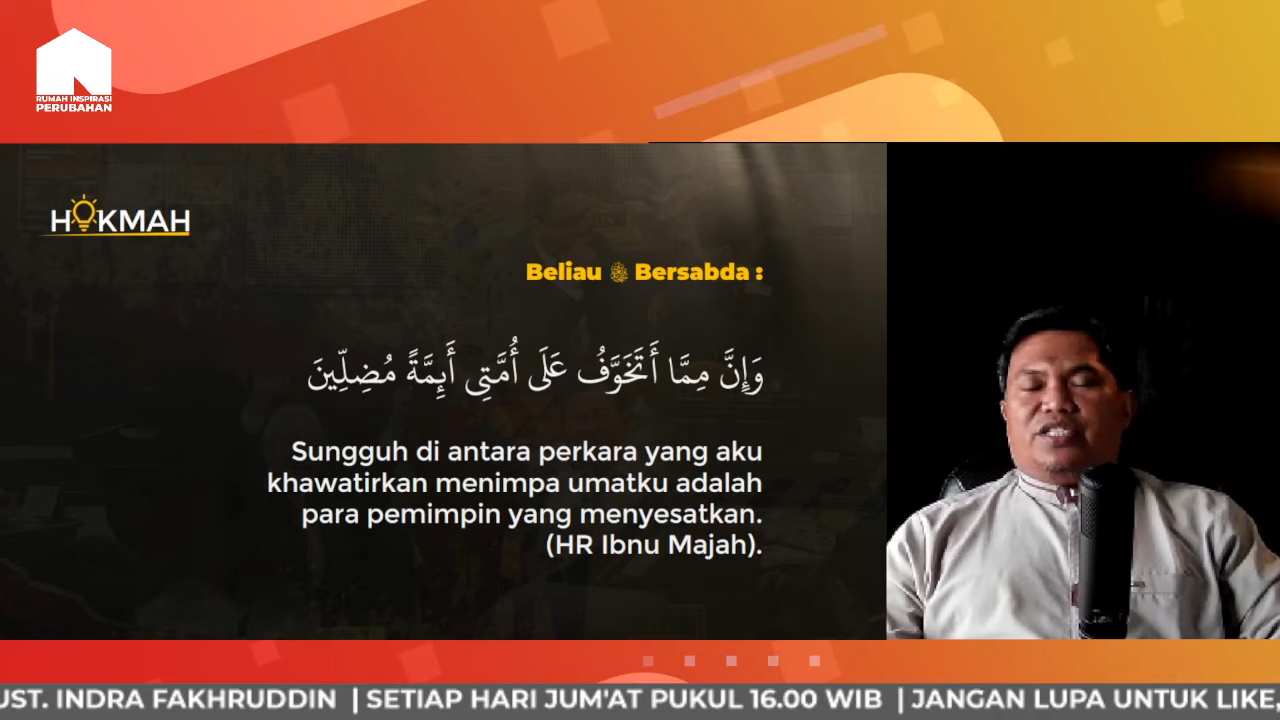 RUMAH INSPIRASI
PERUBAHAN
HIKMAH
Beliau ﷺ Bersabda :
وَإِنَّ مِمَّا أَتَخَوَّفُ عَلَى أُمَّتِى أَئِمَّةً مُضِلِّينَ
Sungguh di antara perkara yang aku
khawatirkan menimpa umatku adalah
para pemimpin yang menyesatkan.
(HR Ibnu Majah).
UST. INDRA FAKHRUDDIN | SETIAP HARI JUM'AT PUKUL 16.00 WIB | JANGAN LUPA UNTUK LIKE,